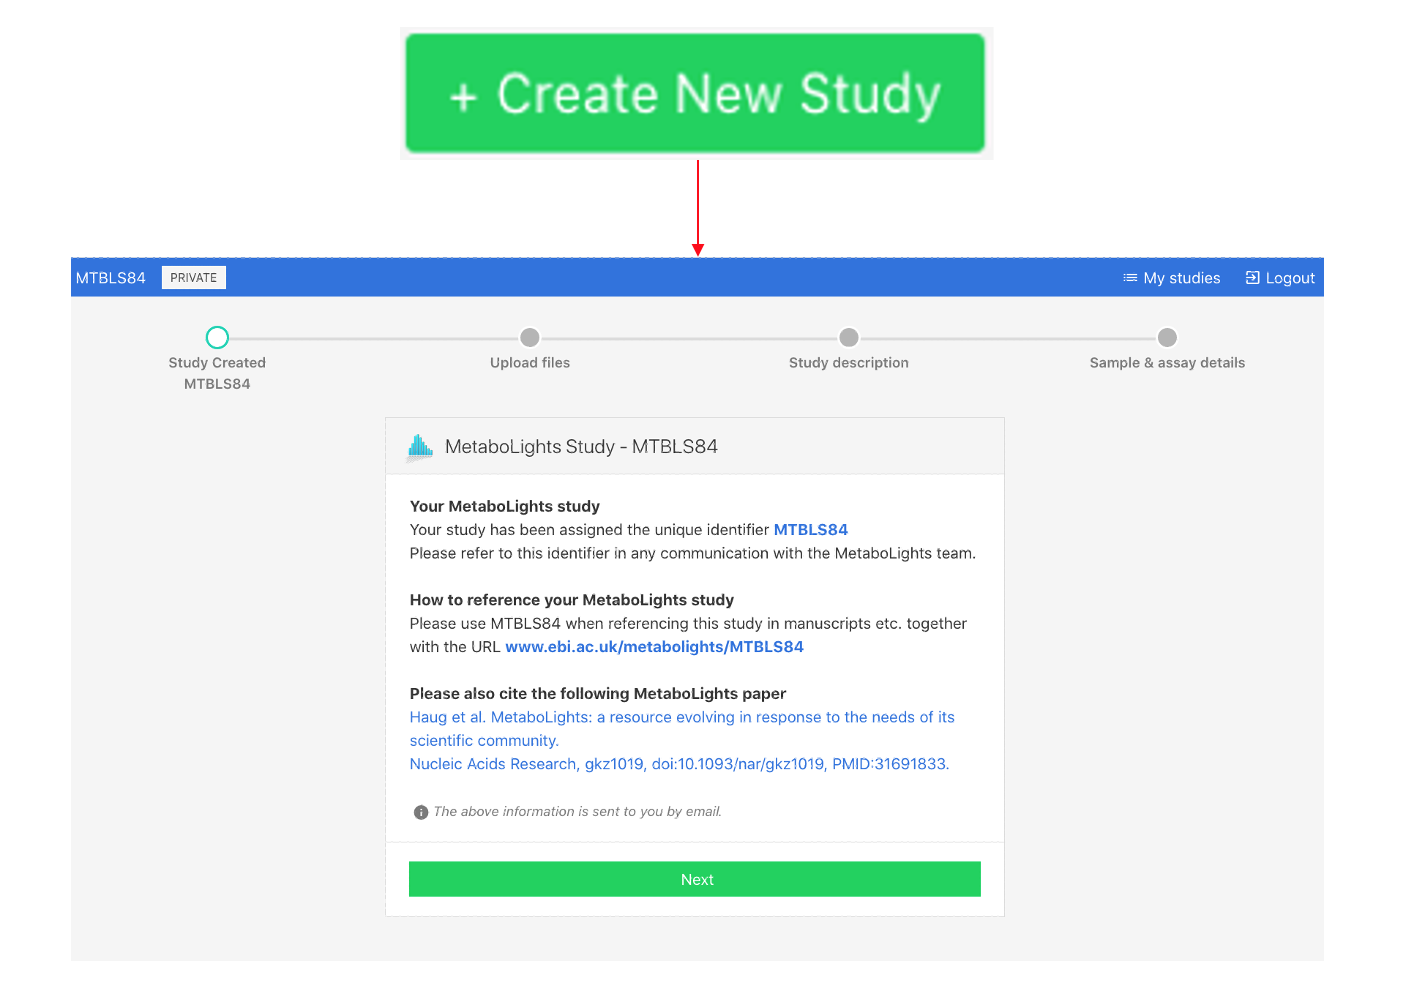 + Create New Study
MTBLS84 PRIVATE My studies Logout
Study Created Upload files Study description Sample & assay details
MTBLS84
MetaboLights Study - MTBLS84
Your MetaboLights study
Your study has been assigned the unique identifier MTBLS84
Please refer to this identifier in any communication with the MetaboLights team.
How to reference your MetaboLights study
Please use MTBLS84 when referencing this study in manuscripts etc. together
with the URL www.ebi.ac.uk/metabolights/MTBLS84
Please also cite the following MetaboLights paper
Haug et al. MetaboLights: a resource evolving in response to the needs of its
scientific community.
Nucleic Acids Research, gkz1019, doi:10.1093/nar/gkz1019, PMID:31691833.
The above information is sent to you by email.
Next